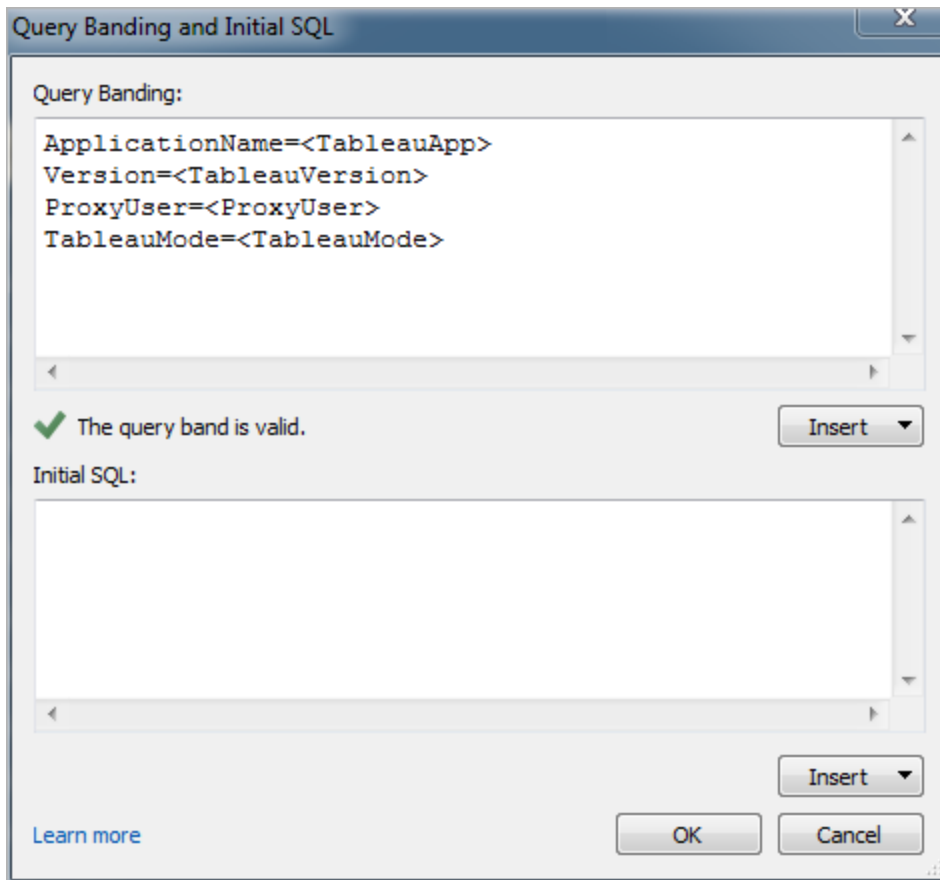 Query Banding and Initial SQL
Query Banding:
ApplicationName=<TableauApp>
Version=<TableauVersion>
ProxyUser=<ProxyUser>
TableauMode=<TableauMode>
The query band is valid.
Insert
Initial SQL:
Insert
Learn more
OK
Cancel